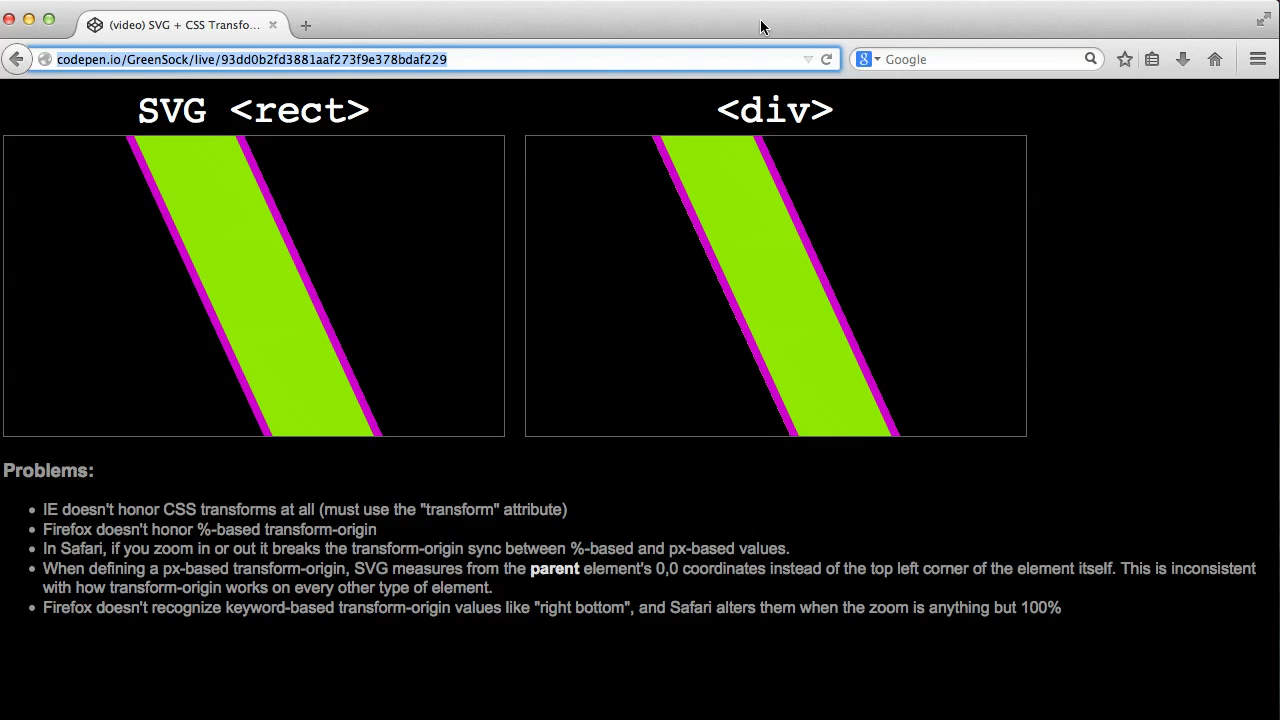 (video) SVG + CSS Transfo...
codepen.io/GreenSock/live/93dd0b2fd3881aaf273f9e378bdaf229
8
Google
SVG <rect>
<div>
Problems:
• IE doesn't honor CSS transforms at all (must use the "transform" attribute)
• Firefox doesn't honor %-based transform-origin
• In Safari, if you zoom in or out it breaks the transform-origin sync between %-based and px-based values.
• When defining a px-based transform-origin, SVG measures from the parent element's 0,0 coordinates instead of the top left corner of the element itself. This is inconsistent
with how transform-origin works on every other type of element.
• Firefox doesn't recognize keyword-based transform-origin values like "right bottom", and Safari alters them when the zoom is anything but 100%